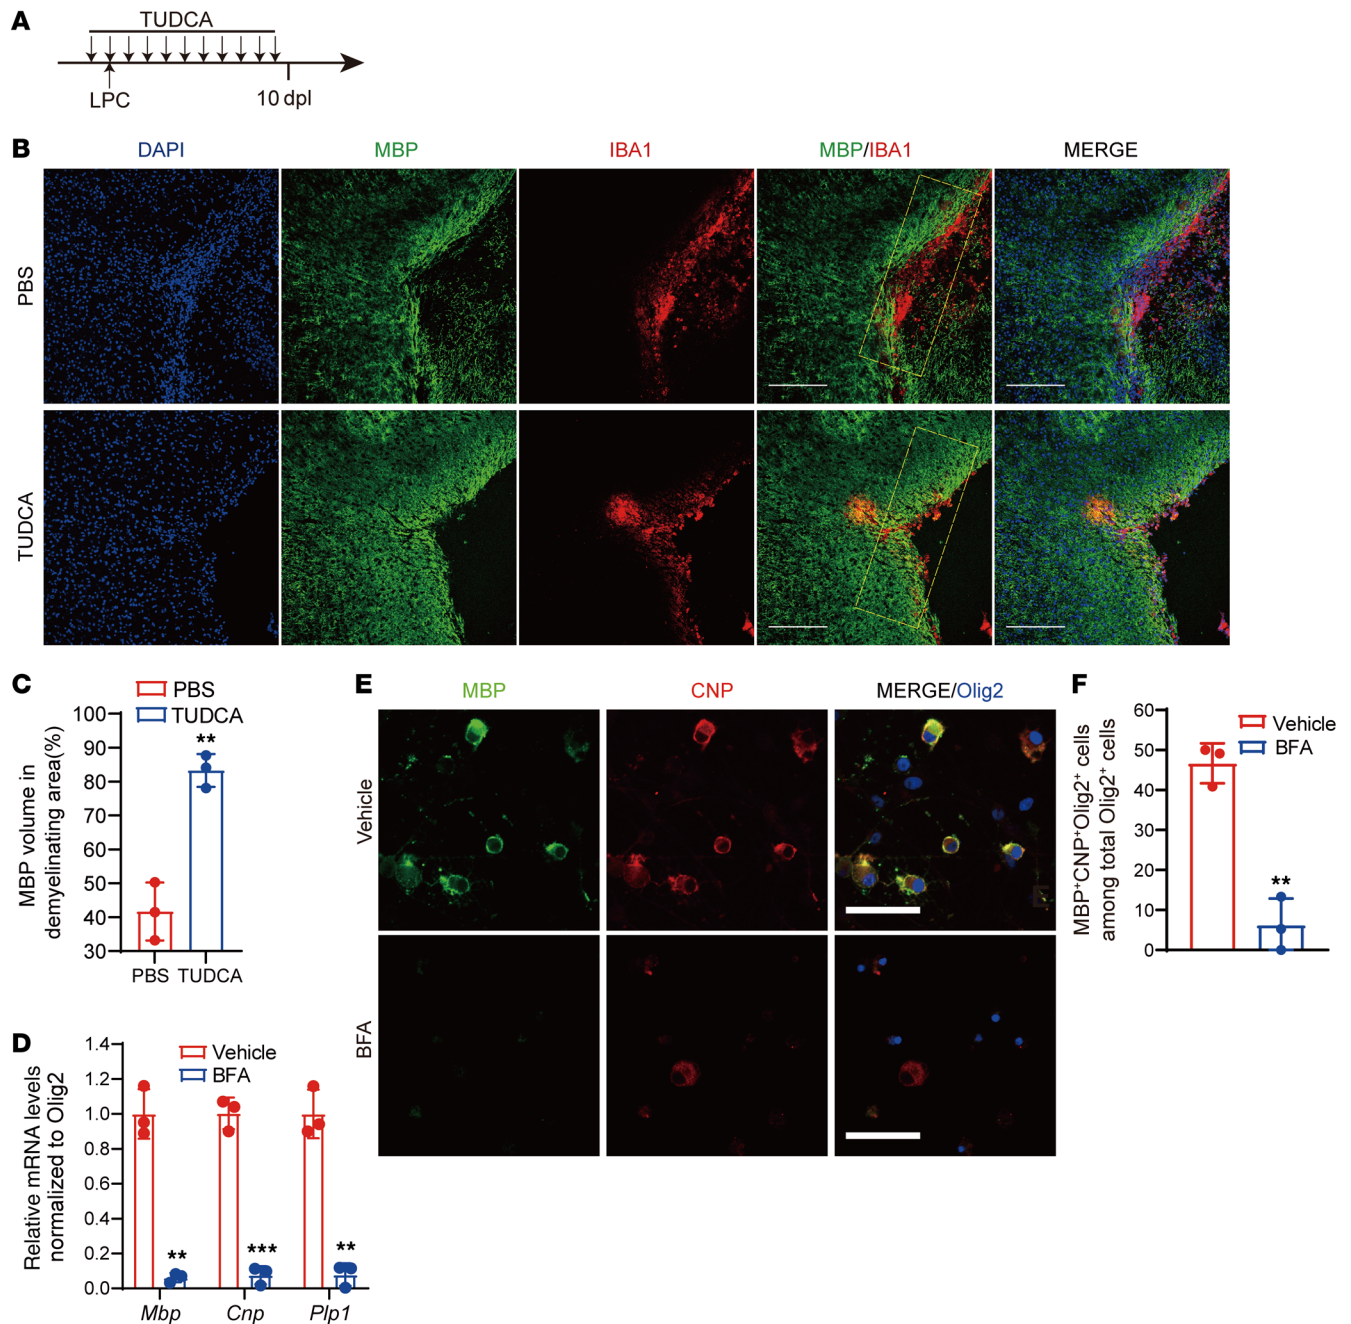 A
TUDCA
LPC
10 dpl
B
DAPI
MBP
IBA1
MBP/IBA1
MERGE
PBS
TUDCA
C
PBS
TUDCA
MBP volume in
demyelinating area(%)
100
90
80
70
60
50
40
30
**
PBS
TUDCA
D
Vehicle
BFA
Relative mRNA levels
normalized to Olig2
1.4
1.2
1.0
0.8
0.6
0.4
0.2
0.0
**
***
**
Mbp
Cnp
Plp1
E
MBP
CNP
MERGE/Olig2
Vehicle
BFA
F
Vehicle
BFA
MBP⁺CNP⁺Olig2⁺ cells
among total Olig2⁺ cells
60
50
40
30
20
10
0
**